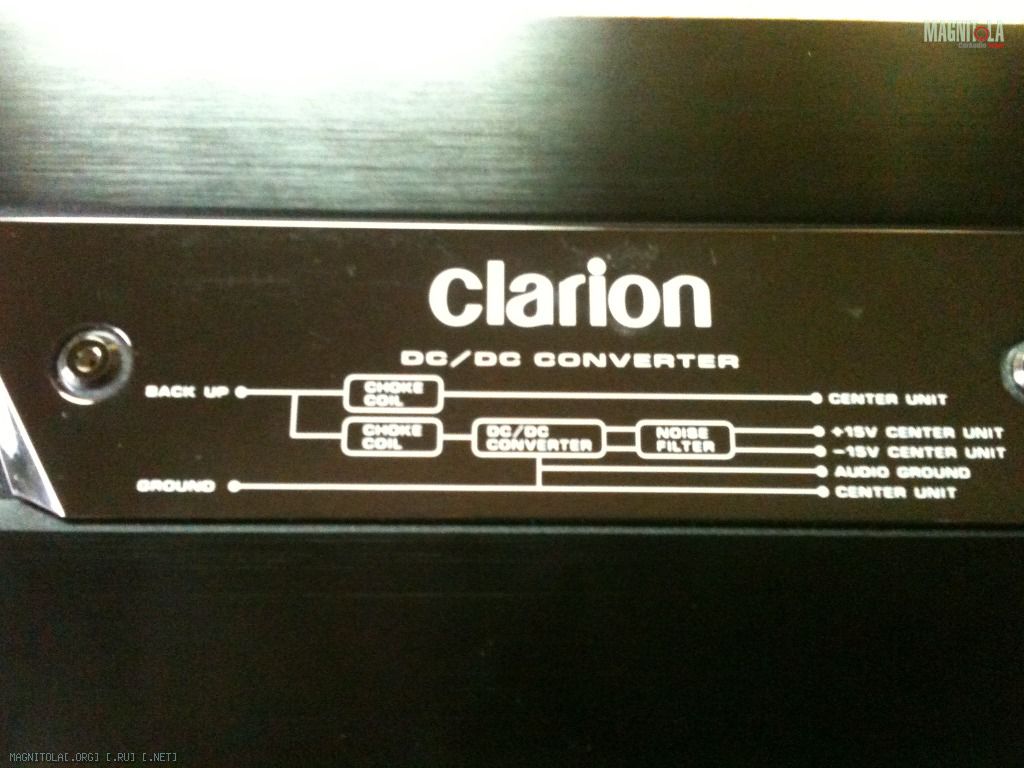 MAGNITOLA
CarAudio
clarion
DC/DC CONVERTER
BACK UP
CHOKE COIL
CENTER UNIT
CHOKE COIL
DC/DC CONVERTER
NOISE FILTER
+15V CENTER UNIT
-15V CENTER UNIT
AUDIO GROUND
GROUND
CENTER UNIT
MAGNITOLA[.ORG] [.RU] [.NET]